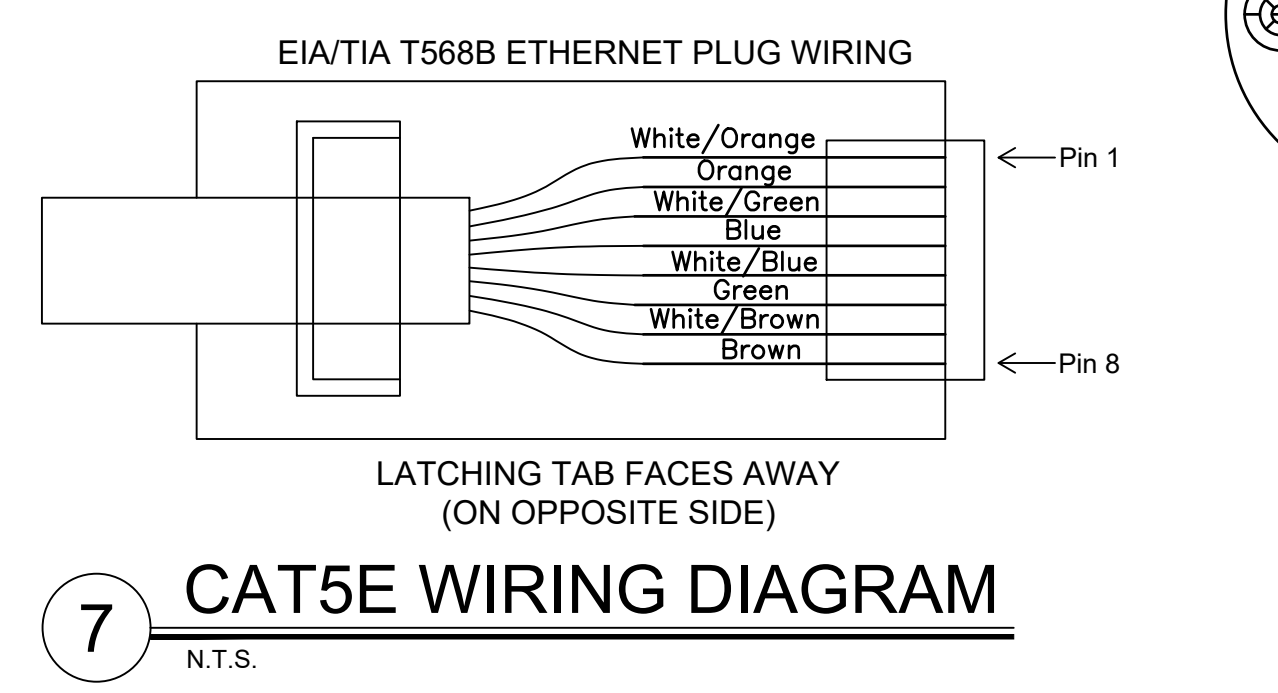 EIA/TIA T568B ETHERNET PLUG WIRING
White/Orange
Pin 1
Orange
White/Green
Blue
White/Blue
Green
White/Brown
Brown
Pin 8
LATCHING TAB FACES AWAY
(ON OPPOSITE SIDE)
7
CAT5E WIRING DIAGRAM
N.T.S.